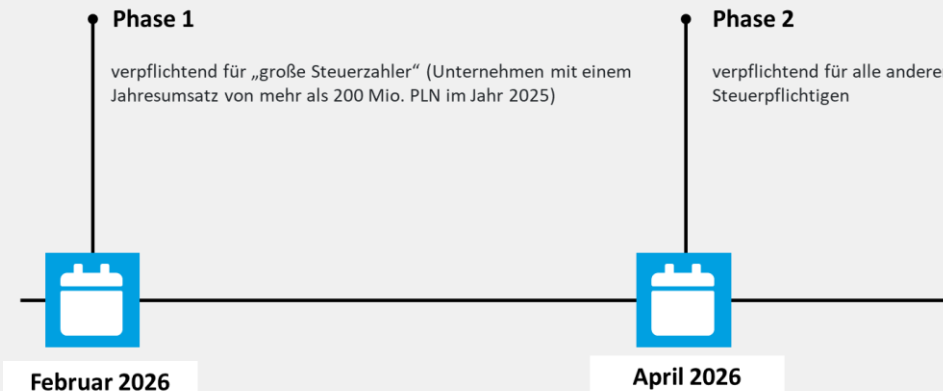 Phase 1
verpflichtend für „große Steuerzahler“ (Unternehmen mit einem
Jahresumsatz von mehr als 200 Mio. PLN im Jahr 2025)
Phase 2
verpflichtend für alle andere
Steuerpflichtigen
Februar 2026
April 2026